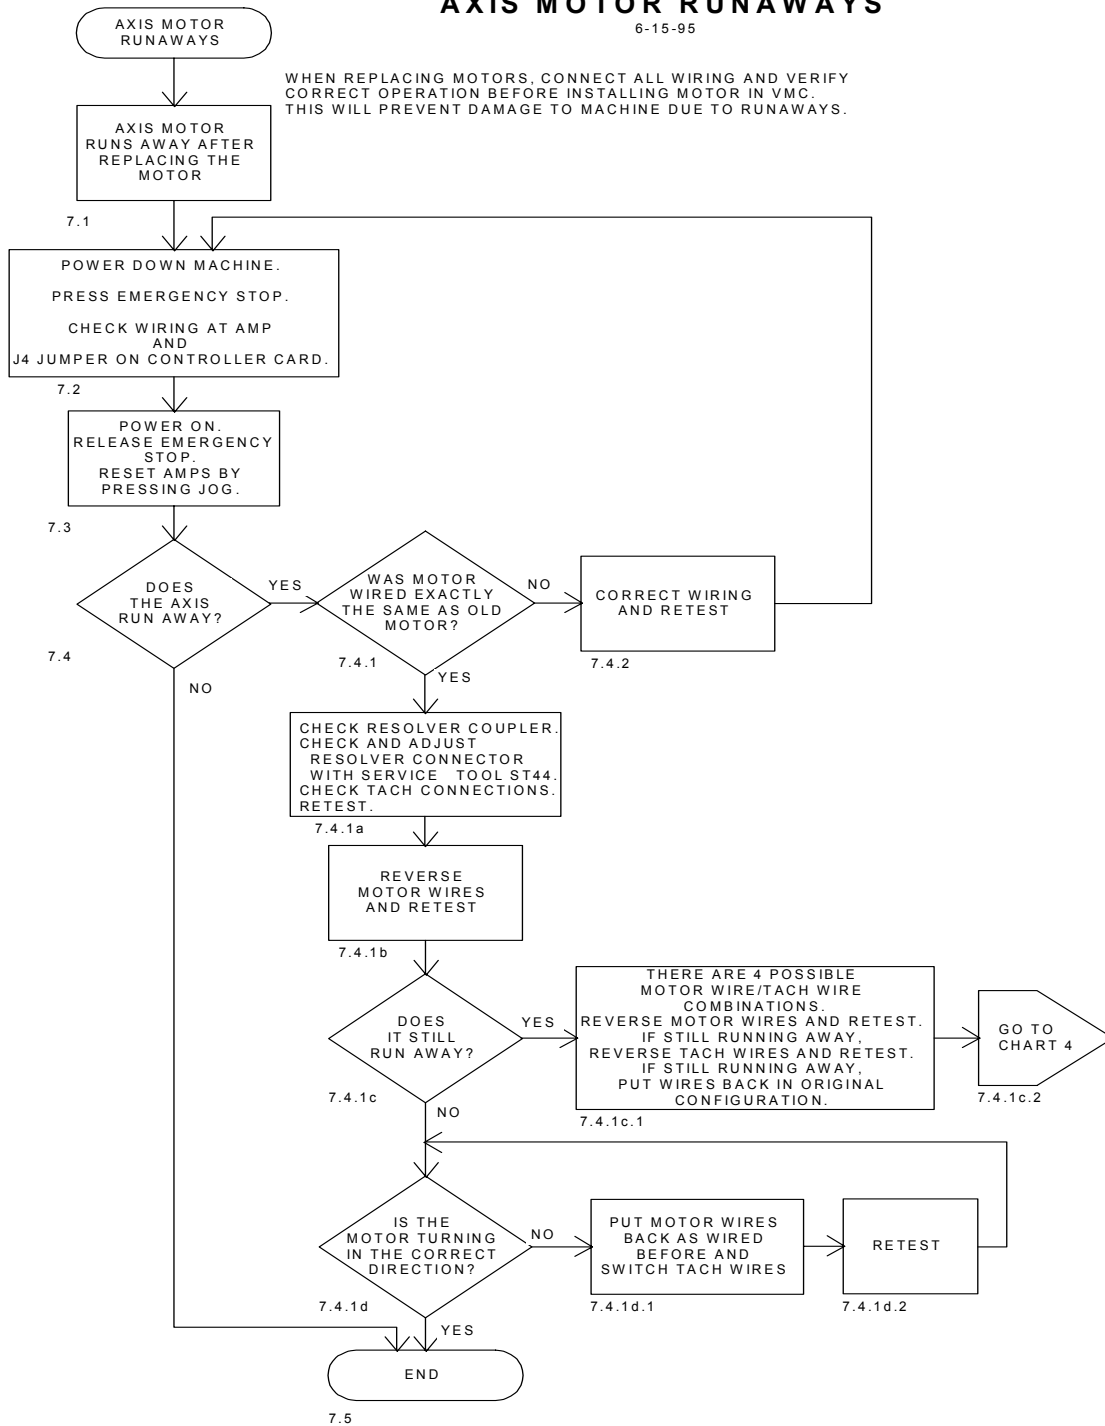 AXIS MOTOR RUNAWAYS
6-15-95
AXIS MOTOR
RUNAWAYS
WHEN REPLACING MOTORS, CONNECT ALL WIRING AND VERIFY
CORRECT OPERATION BEFORE INSTALLING MOTOR IN VMC.
THIS WILL PREVENT DAMAGE TO MACHINE DUE TO RUNAWAYS.
AXIS MOTOR
RUNS AWAY AFTER
REPLACING THE
MOTOR
7.1
POWER DOWN MACHINE.
PRESS EMERGENCY STOP.
CHECK WIRING AT AMP
AND
J4 JUMPER ON CONTROLLER CARD.
7.2
POWER ON.
RELEASE EMERGENCY
STOP.
RESET AMPS BY
PRESSING JOG.
7.3
DOES
THE AXIS
RUN AWAY?
7.4
YES
NO
WAS MOTOR
WIRED EXACTLY
THE SAME AS OLD
MOTOR?
7.4.1
NO
YES
CORRECT WIRING
AND RETEST
7.4.2
CHECK RESOLVER COUPLER.
CHECK AND ADJUST
RESOLVER CONNECTOR
WITH SERVICE TOOL ST44.
CHECK TACH CONNECTIONS.
RETEST.
7.4.1a
REVERSE
MOTOR WIRES
AND RETEST
7.4.1b
DOES
IT STILL
RUN AWAY?
7.4.1c
YES
NO
THERE ARE 4 POSSIBLE
MOTOR WIRE/TACH WIRE
COMBINATIONS.
REVERSE MOTOR WIRES AND RETEST.
IF STILL RUNNING AWAY,
REVERSE TACH WIRES AND RETEST.
IF STILL RUNNING AWAY,
PUT WIRES BACK IN ORIGINAL
CONFIGURATION.
7.4.1c.1
GO TO
CHART 4
7.4.1c.2
IS THE
MOTOR TURNING
IN THE CORRECT
DIRECTION?
7.4.1d
NO
YES
PUT MOTOR WIRES
BACK AS WIRED
BEFORE AND
SWITCH TACH WIRES
7.4.1d.1
RETEST
7.4.1d.2
END
7.5